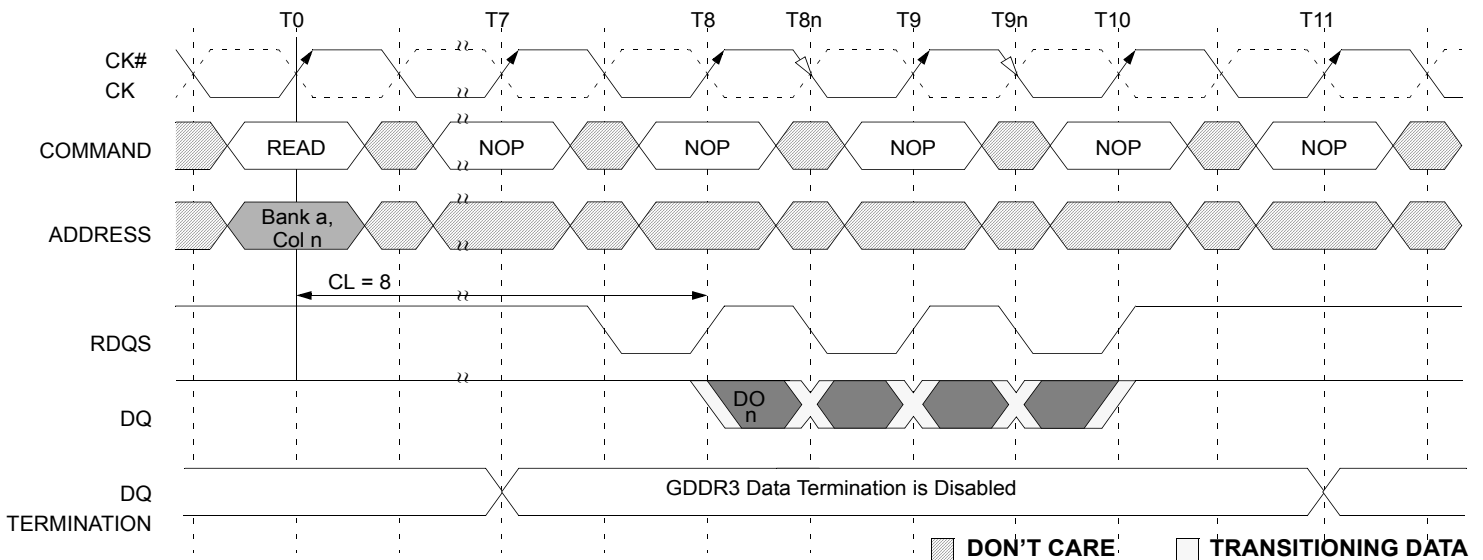 T0 T7 T8 T8n T9 T9n T10 T11
CK#
CK
COMMAND READ NOP NOP NOP NOP NOP
ADDRESS Bank a,
Col n
CL = 8
RDQS
DQ DO
n
DQ
TERMINATION GDDR3 Data Termination is Disabled
DON'T CARE TRANSITIONING DATA